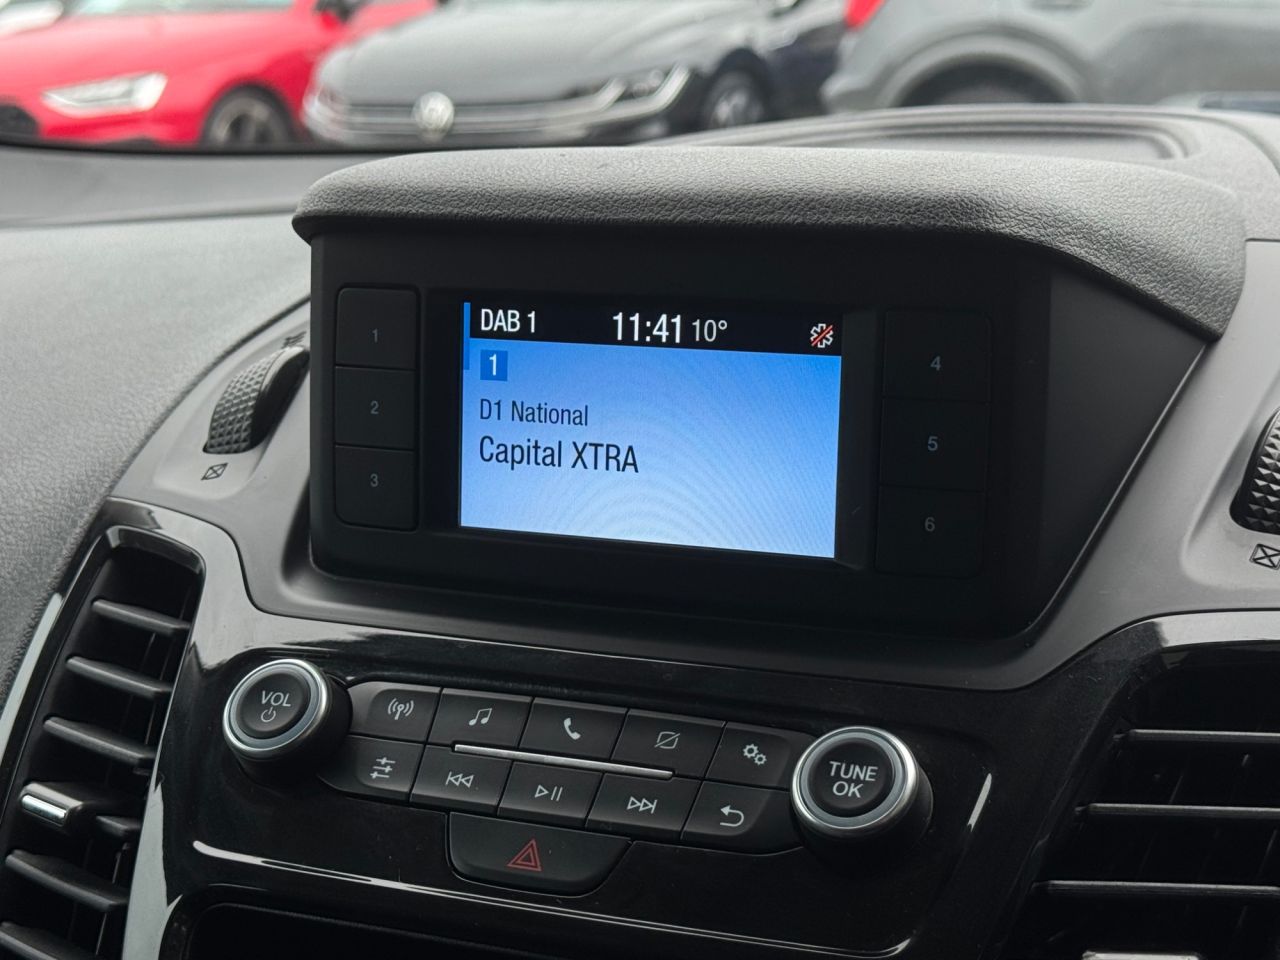 DAB 1 11:41 10°
1
D1 National
Capital XTRA
1
2
3
4
5
6
VOL
TUNE
OK